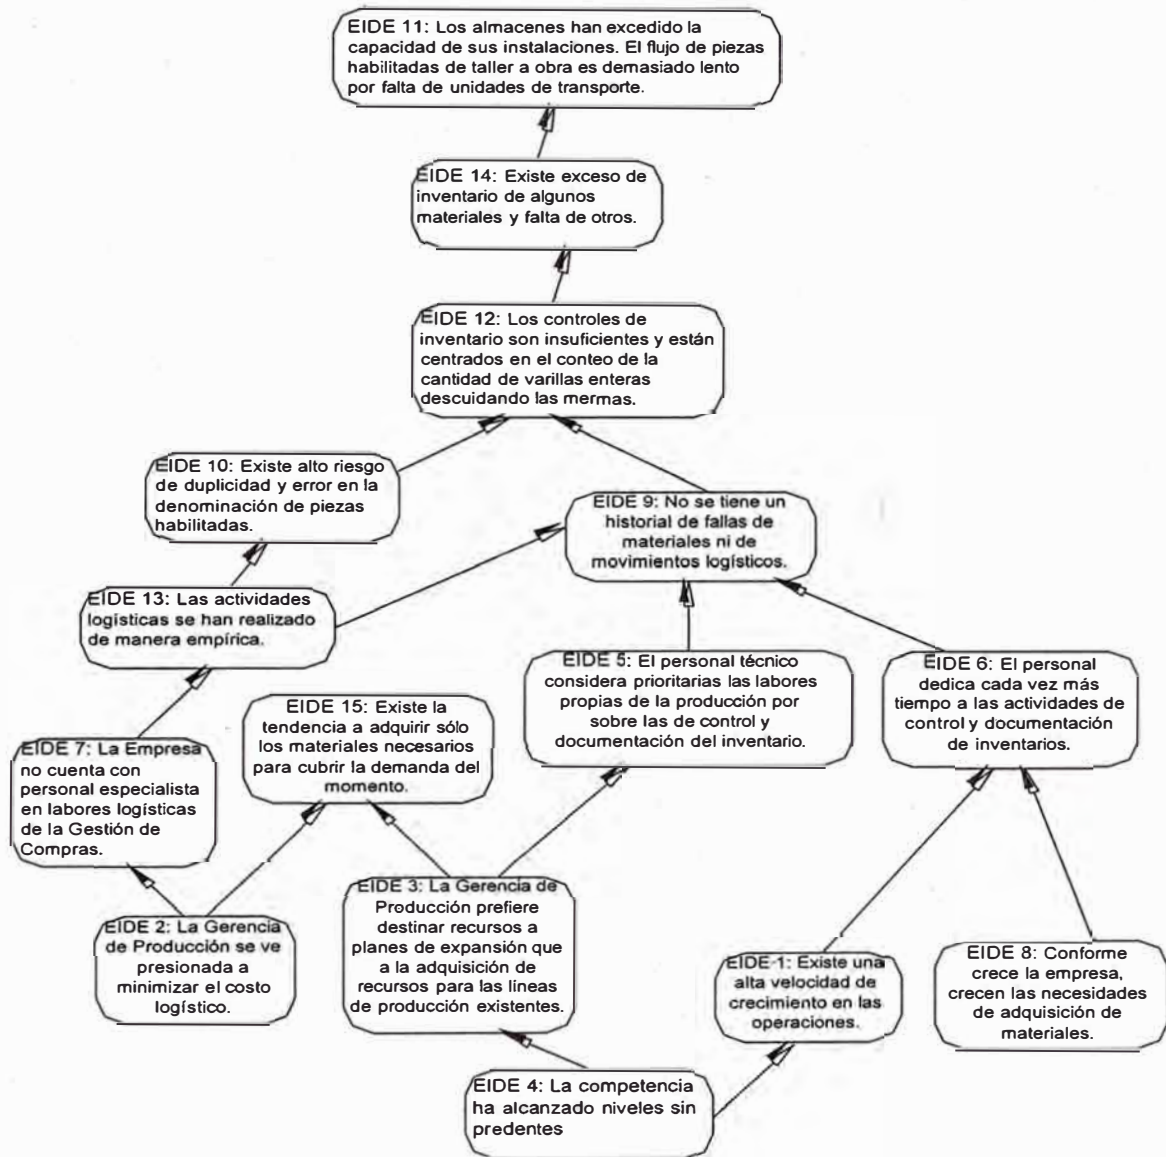 EIDE 11: Los almacenes han excedido la
capacidad de sus instalaciones. El flujo de piezas
habilitadas de taller a obra es demasiado lento
por falta de unidades de transporte.
EIDE 14: Existe exceso de
inventario de algunos
materiales y falta de otros.
EIDE 12: Los controles de
inventario son insuficientes y están
centrados en el conteo de la
cantidad de varillas enteras
descuidando las mermas.
EIDE 10: Existe alto riesgo
de duplicidad y error en la
denominación de piezas
habilitadas.
EIDE 9: No se tiene un
historial de fallas de
materiales ni de
movimientos logísticos.
EIDE 13: Las actividades
logísticas se han realizado
de manera empírica.
EIDE 5: El personal técnico
considera prioritarias las labores
propias de la producción por
sobre las de control y
documentación del inventario.
EIDE 6: El personal
dedica cada vez más
tiempo a las actividades de
control y documentación
de inventarios.
EIDE 15: Existe la
tendencia a adquirir sólo
los materiales necesarios
para cubrir la demanda del
momento.
EIDE 7: La Empresa
no cuenta con
personal especialista
en labores logísticas
de la Gestión de
Compras.
EIDE 2: La Gerencia
de Producción se ve
presionada a
minimizar el costo
logístico.
EIDE 3: La Gerencia de
Producción prefiere
destinar recursos a
planes de expansión que
a la adquisición de
recursos para las líneas
de producción existentes.
EIDE 1: Existe una
alta velocidad de
crecimiento en las
operaciones.
EIDE 8: Conforme
crece la empresa,
crecen las necesidades
de adquisición de
materiales.
EIDE 4: La competencia
ha alcanzado niveles sin
predentes